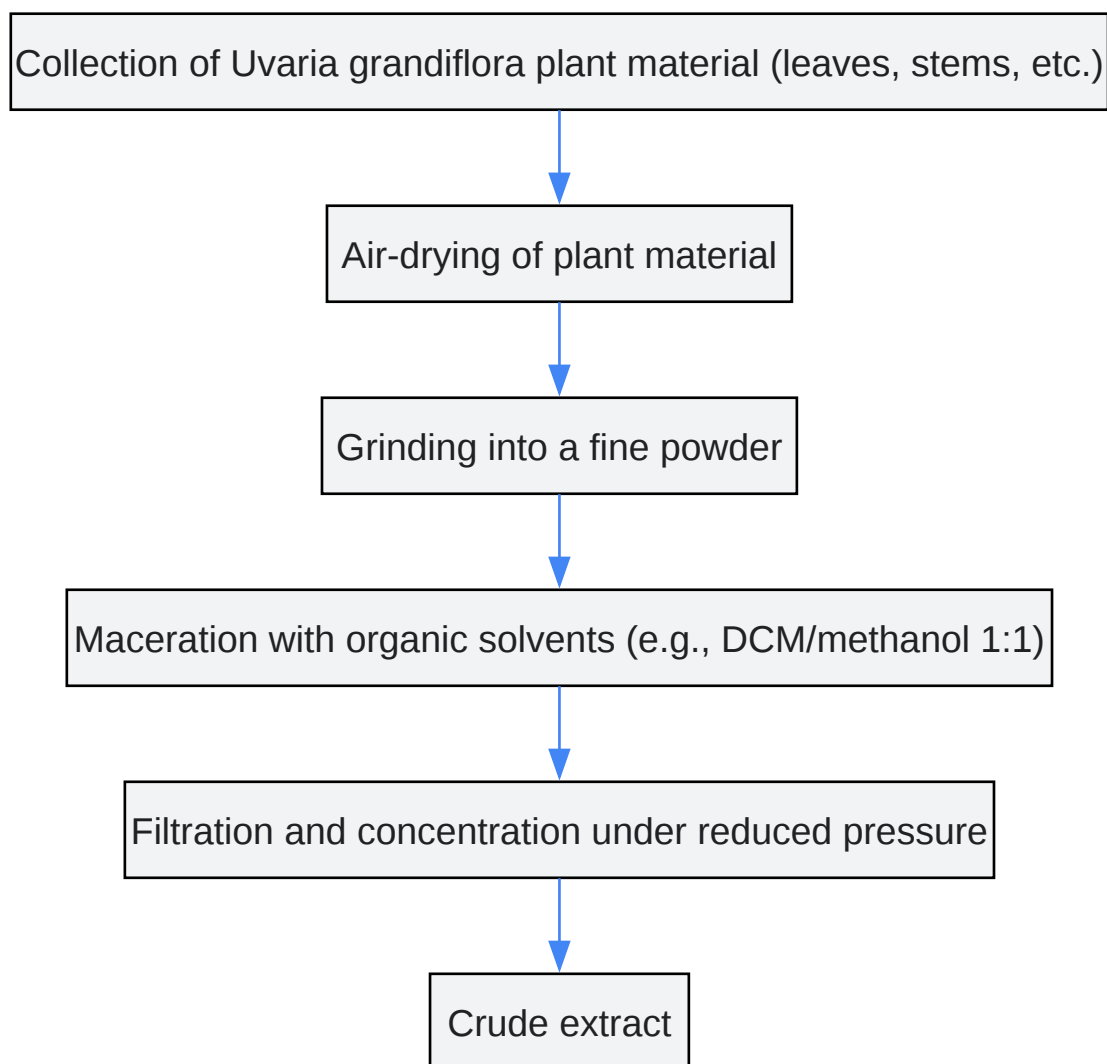 Collection of Uvaria grandiflora plant material (leaves, stems, etc.)
Air-drying of plant material
Grinding into a fine powder
Maceration with organic solvents (e.g., DCM/methanol 1:1)
Filtration and concentration under reduced pressure
Crude extract